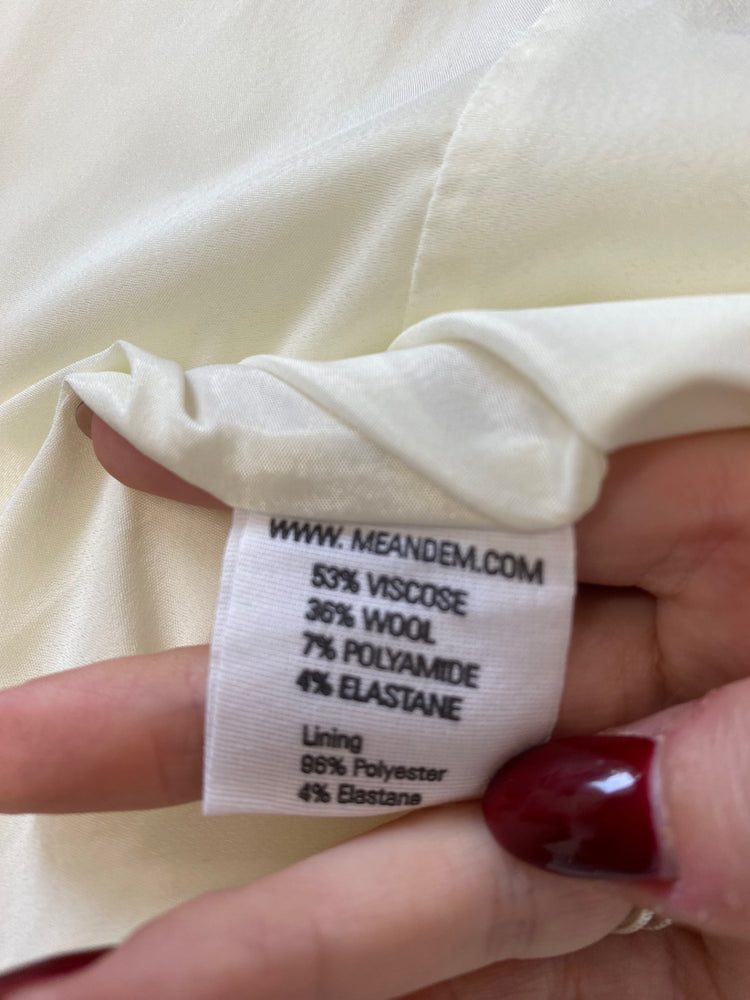 WWW. MEANDEM.COM
53% VISCOSE
36% WOOL
7% POLYAMIDE
4% ELASTANE
Lining
96% Polyester
4% Elastane